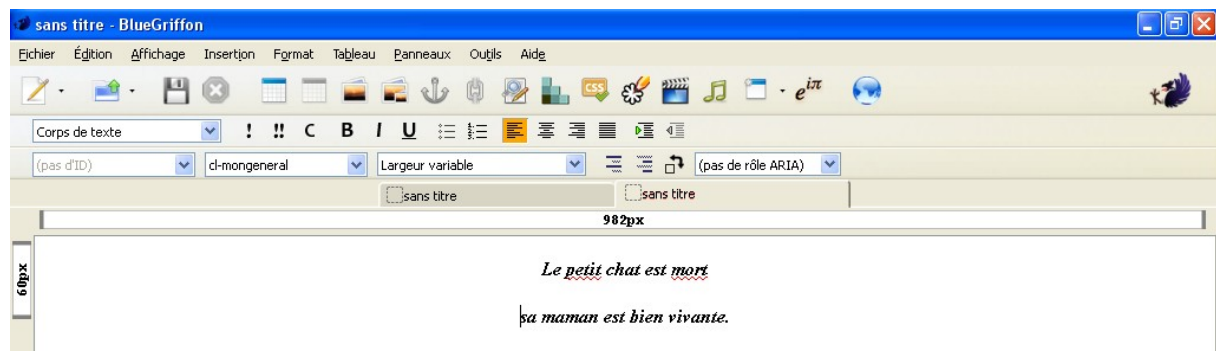 sans titre - BlueGriffon
Fichier Édition Affichage Insertion Format Tableau Panneaux Outils Aide
CSS eiπ
Corps de texte ! !! C B I U
(pas d'ID) cl-mongeneral Largeur variable (pas de rôle ARIA)
sans titre sans titre
982px
60px
Le petit chat est mort
sa maman est bien vivante.